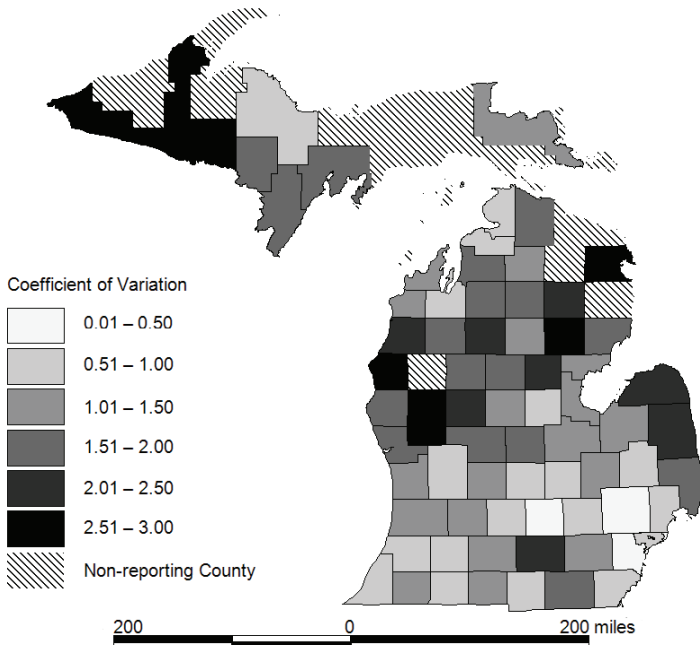 Coefficient of Variation
0.01 – 0.50
0.51 – 1.00
1.01 – 1.50
1.51 – 2.00
2.01 – 2.50
2.51 – 3.00
Non-reporting County
200 0 200 miles